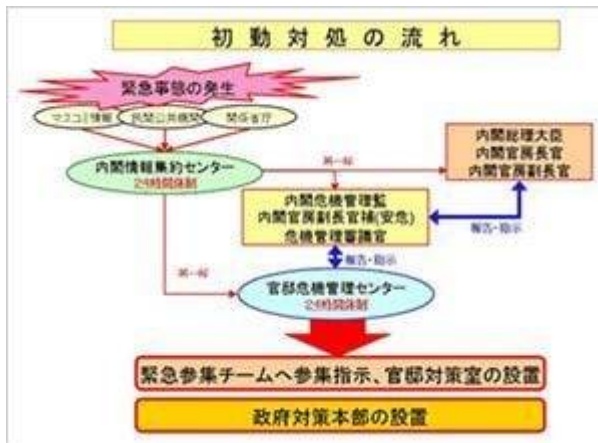 初動対処の流れ
緊急事態の発生
マスコミ情報
民間公共機関
関係省庁
内閣情報集約センター
24時間体制
第一報
内閣総理大臣
内閣官房長官
内閣官房副長官
内閣危機管理監
内閣官房副長官補(安危)
危機管理審議官
報告・指示
報告・指示
第一報
官邸危機管理センター
24時間体制
緊急参集チームへ参集指示、官邸対策室の設置
政府対策本部の設置